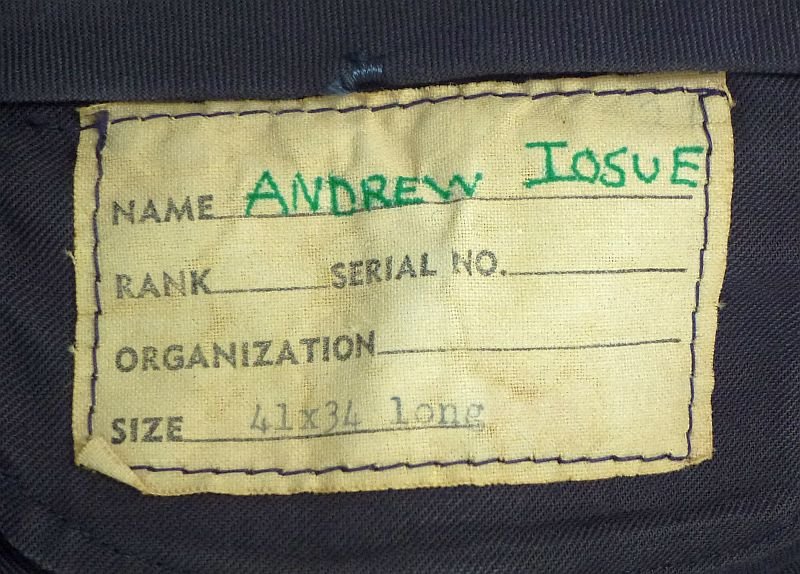 NAME ANDREW IOSUE
RANK SERIAL NO.
ORGANIZATION
SIZE 41x34 long